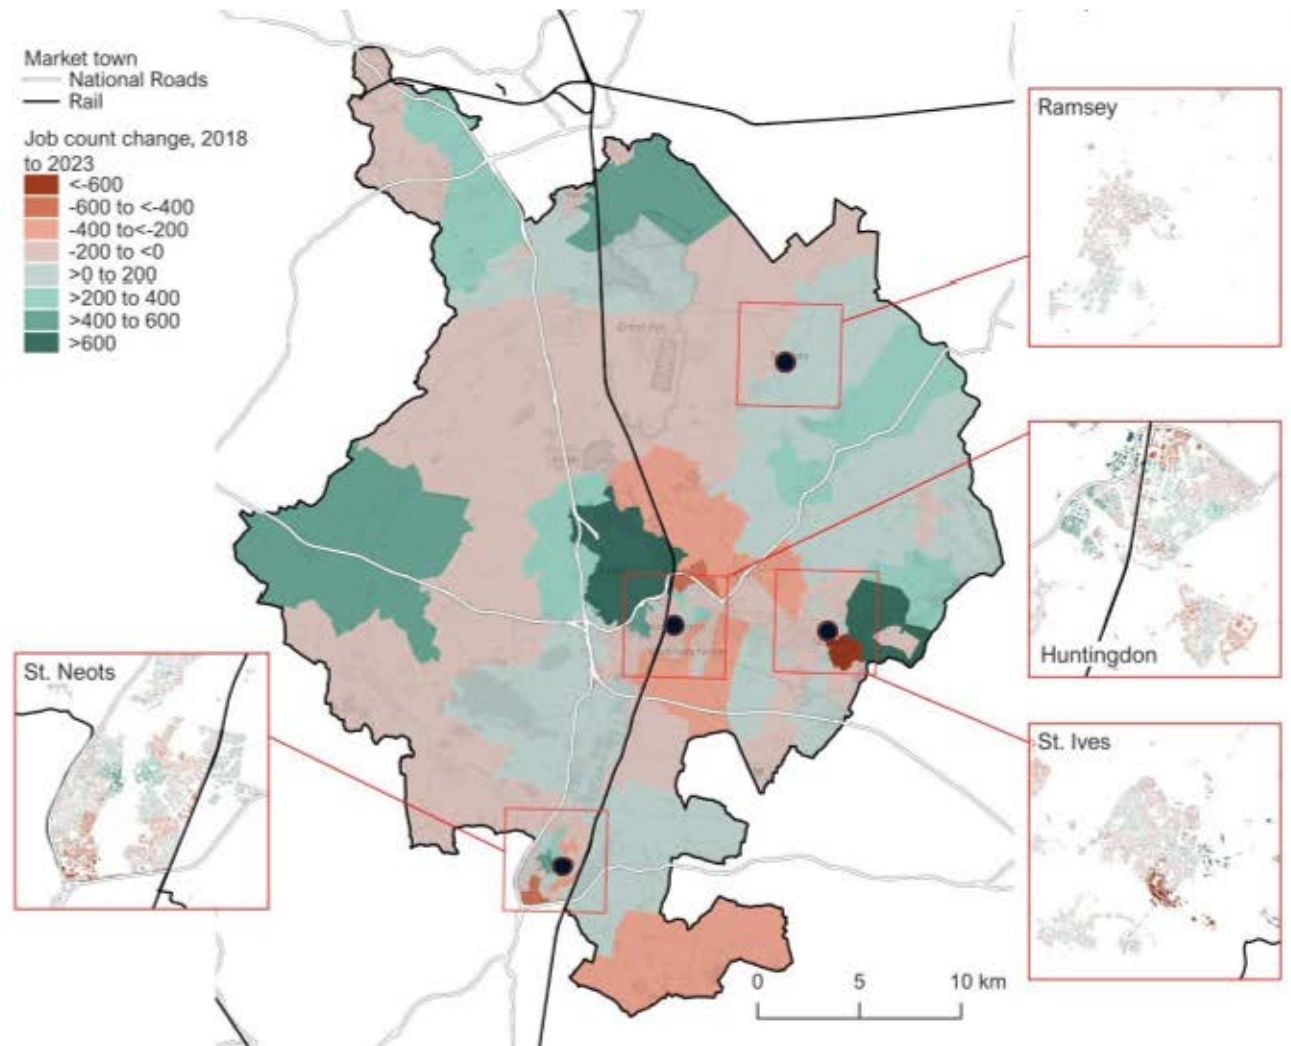 Market town
National Roads
Rail
Job count change, 2018
to 2023
<-600
-600 to <-400
-400 to<-200
-200 to <0
>0 to 200
>200 to 400
>400 to 600
>600
Ramsey
Huntingdon
St. Neots
St. Ives
0 5 10 km